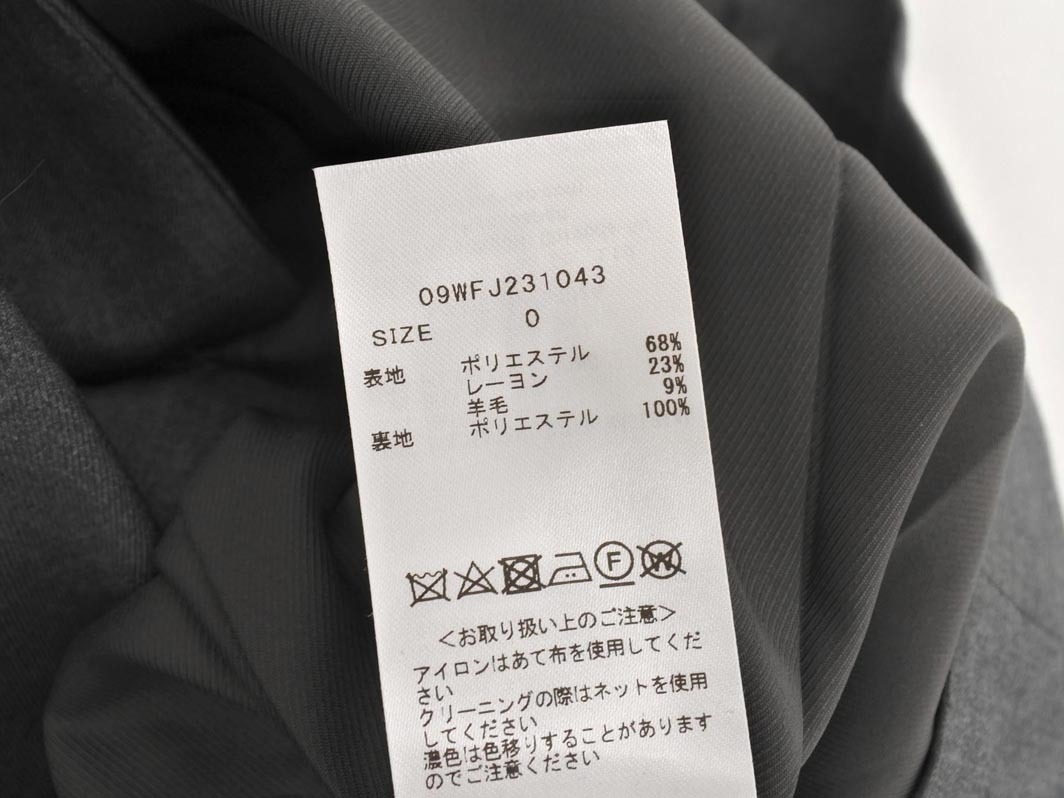 09WFJ231043
SIZE 0
表地 ポリエステル 68%
レーヨン 23%
羊毛 9%
裏地 ポリエステル 100%
F W
<お取り扱い上のご注意>
アイロンはあて布を使用してくだ
さい
クリーニングの際はネットを使用
してください
濃色は色移りすることがあります
のでご注意ください